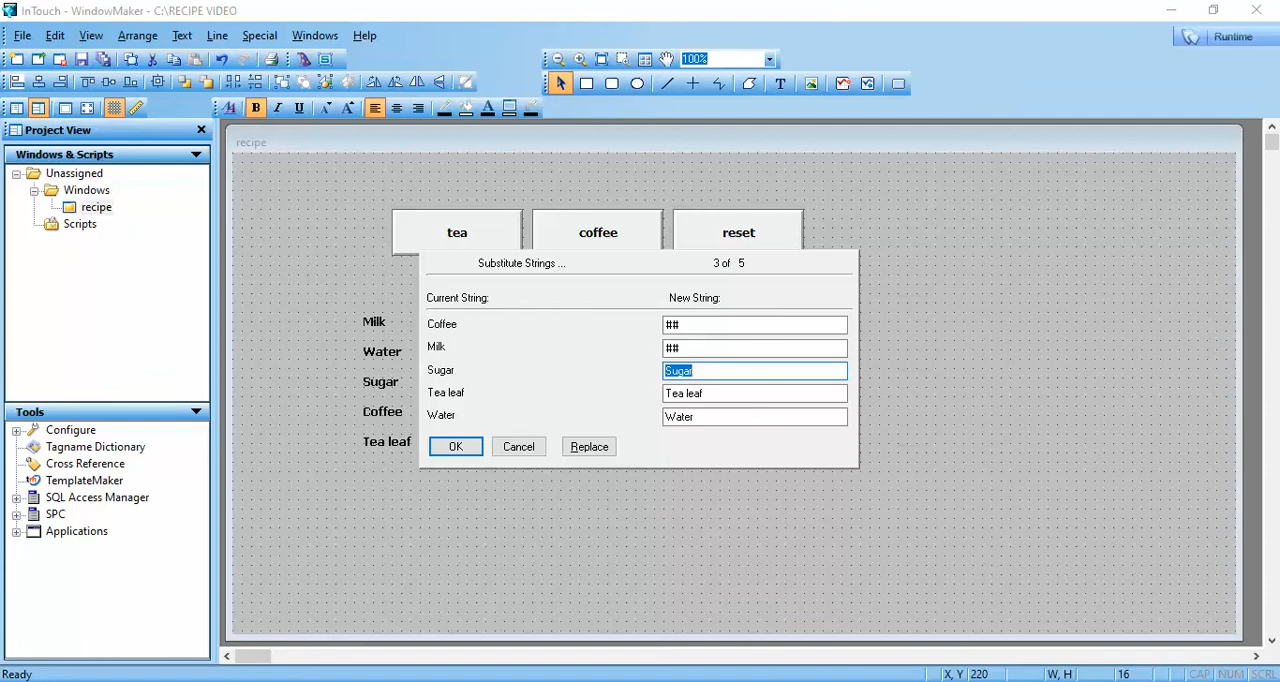 InTouch - WindowMaker - C:\RECIPE VIDEO
File Edit View Arrange Text Line Special Windows Help
Runtime
100%
T
B I U A A A
Project View
Windows & Scripts
Unassigned
Windows
recipe
Scripts
Tools
Configure
Tagname Dictionary
Cross Reference
TemplateMaker
SQL Access Manager
SPC
Applications
recipe
tea coffee reset
Milk
Water
Sugar
Coffee
Tea leaf
Substitute Strings ... 3 of 5
Current String: New String:
Coffee ##
Milk ##
Sugar Sugar
Tea leaf Tea leaf
Water Water
OK Cancel Replace
Ready X, Y 220 W, H 16 CAP NUM SCRL